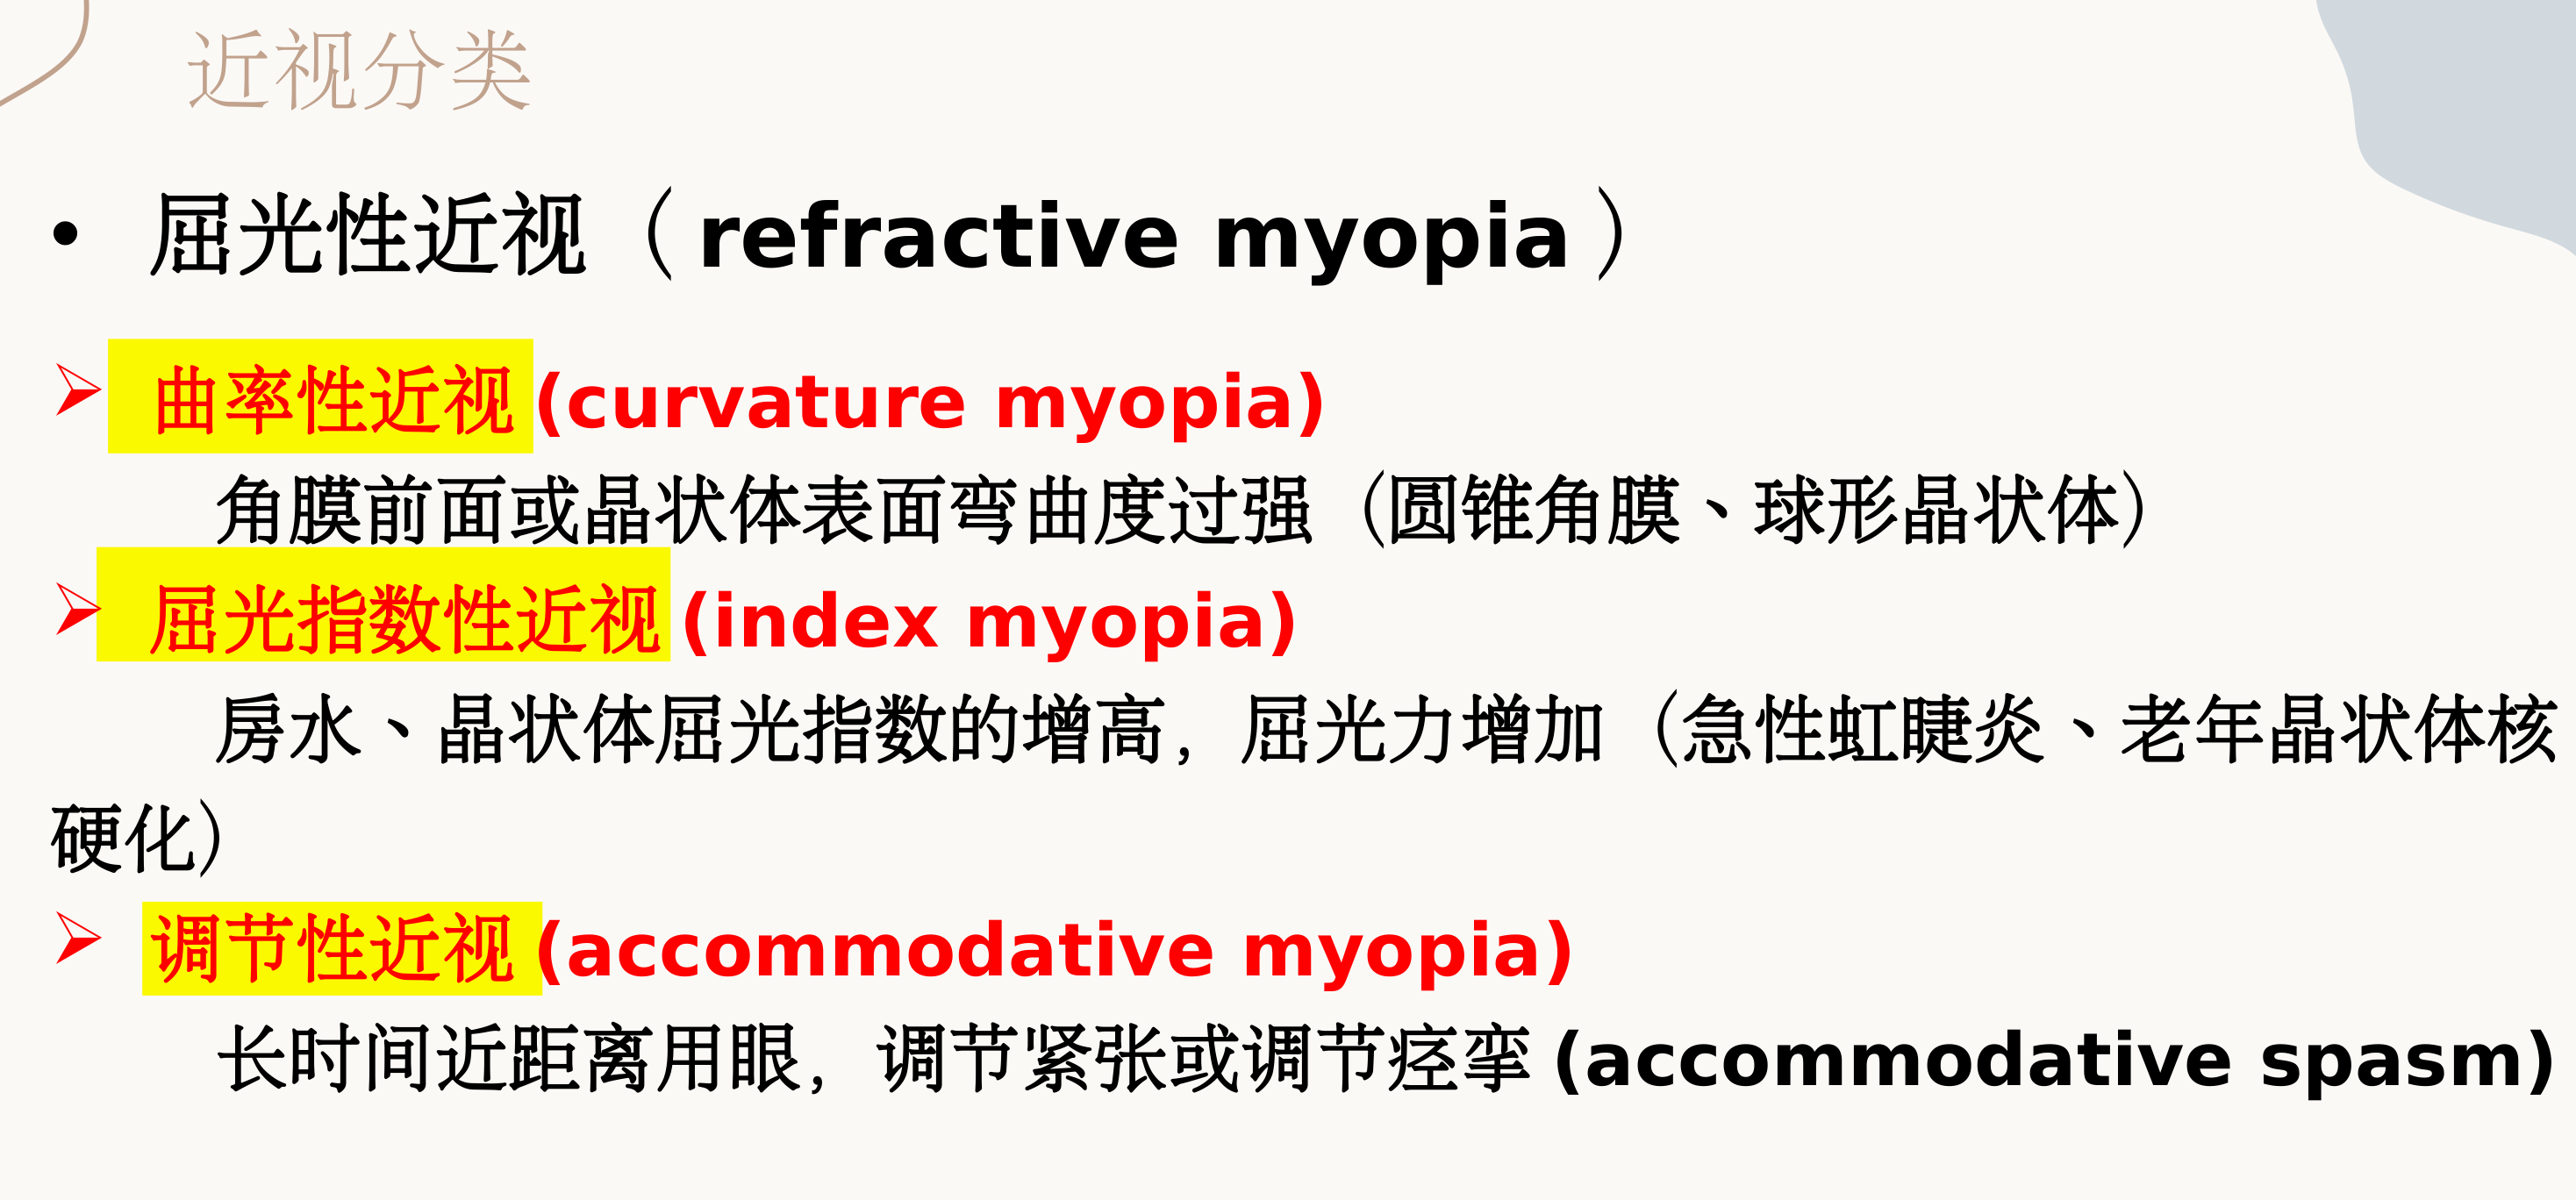 近视分类
• 屈光性近视（refractive myopia）
➢ 曲率性近视(curvature myopia)
角膜前面或晶状体表面弯曲度过强（圆锥角膜、球形晶状体）
➢ 屈光指数性近视(index myopia)
房水、晶状体屈光指数的增高，屈光力增加（急性虹睫炎、老年晶状体核
硬化）
➢ 调节性近视(accommodative myopia)
长时间近距离用眼，调节紧张或调节痉挛(accommodative spasm)